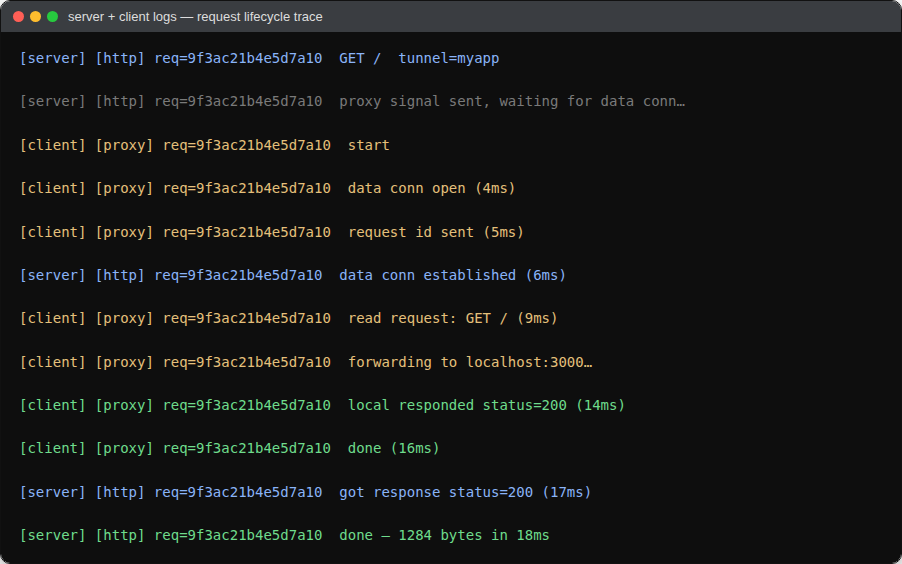 server + client logs — request lifecycle trace
[server] [http] req=9f3ac21b4e5d7a10  GET /  tunnel=myapp
[server] [http] req=9f3ac21b4e5d7a10  proxy signal sent, waiting for data conn…
[client] [proxy] req=9f3ac21b4e5d7a10  start
[client] [proxy] req=9f3ac21b4e5d7a10  data conn open (4ms)
[client] [proxy] req=9f3ac21b4e5d7a10  request id sent (5ms)
[server] [http] req=9f3ac21b4e5d7a10  data conn established (6ms)
[client] [proxy] req=9f3ac21b4e5d7a10  read request: GET / (9ms)
[client] [proxy] req=9f3ac21b4e5d7a10  forwarding to localhost:3000…
[client] [proxy] req=9f3ac21b4e5d7a10  local responded status=200 (14ms)
[client] [proxy] req=9f3ac21b4e5d7a10  done (16ms)
[server] [http] req=9f3ac21b4e5d7a10  got response status=200 (17ms)
[server] [http] req=9f3ac21b4e5d7a10  done — 1284 bytes in 18ms